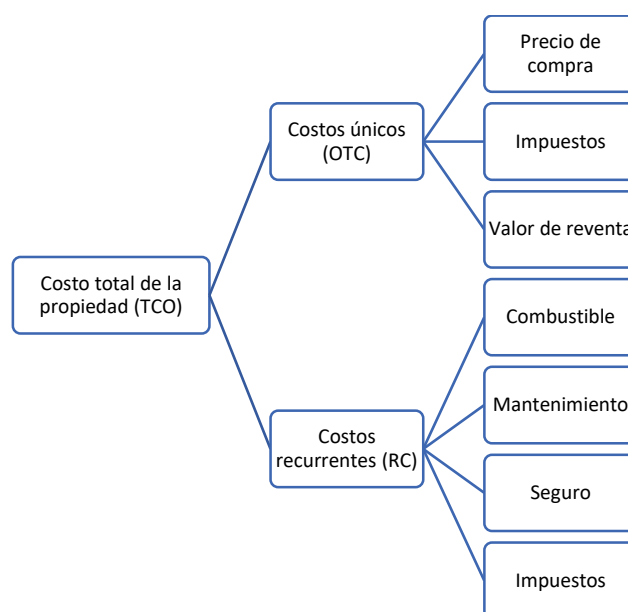 Precio de
compra
Costos únicos
(OTC)
Impuestos
Valor de reventa
Costo total de la
propiedad (TCO)
Combustible
Mantenimiento
Costos
recurrentes (RC)
Seguro
Impuestos